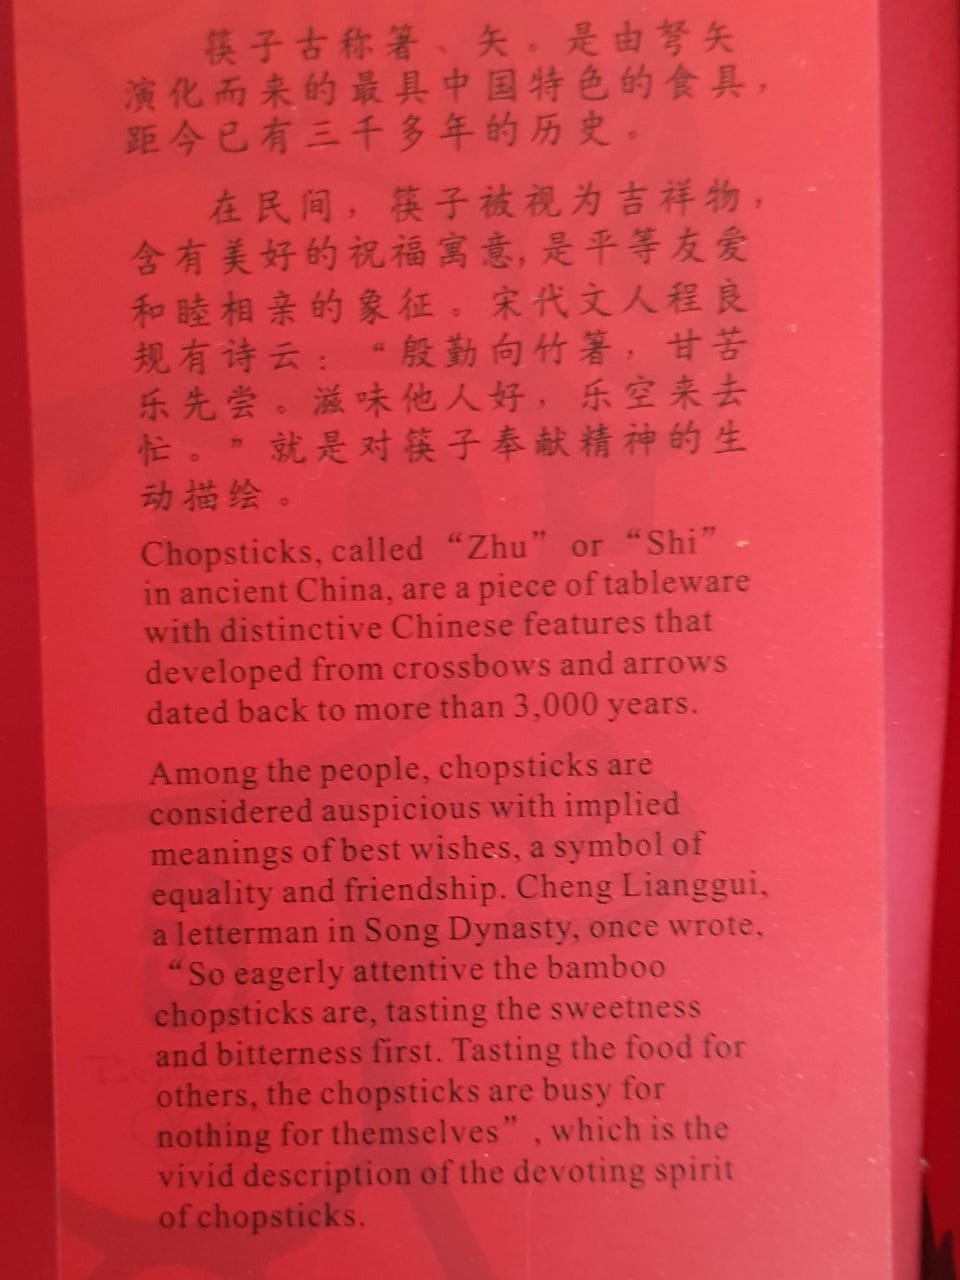 筷子古称箸、矢。是由弩矢
演化而来的最具中国特色的食具，
距今已有三千多年的历史。
在民间，筷子被视为吉祥物，
含有美好的祝福寓意，是平等友爱
和睦相亲的象征。宋代文人程良
规有诗云：“殷勤向竹箸，甘苦
乐先尝。滋味他人好，乐空来去
忙。”就是对筷子奉献精神的生
动描绘。
Chopsticks, called “Zhu” or “Shi”
in ancient China, are a piece of tableware
with distinctive Chinese features that
developed from crossbows and arrows
dated back to more than 3,000 years.
Among the people, chopsticks are
considered auspicious with implied
meanings of best wishes, a symbol of
equality and friendship. Cheng Lianggui,
a letterman in Song Dynasty, once wrote,
“So eagerly attentive the bamboo
chopsticks are, tasting the sweetness
and bitterness first. Tasting the food for
others, the chopsticks are busy for
nothing for themselves”, which is the
vivid description of the devoting spirit
of chopsticks.